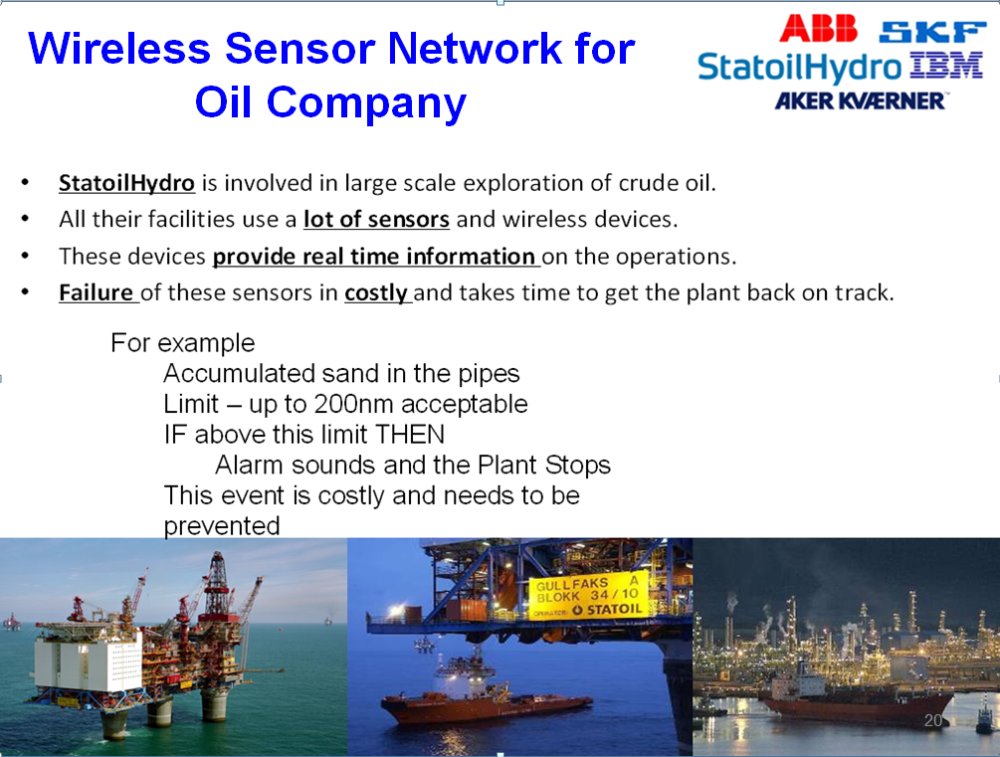 Wireless Sensor Network for
Oil Company
ABB SKF
StatoilHydro IBM
AKER KVÆRNER™
• StatoilHydro is involved in large scale exploration of crude oil.
• All their facilities use a lot of sensors and wireless devices.
• These devices provide real time information on the operations.
• Failure of these sensors in costly and takes time to get the plant back on track.
For example
Accumulated sand in the pipes
Limit – up to 200nm acceptable
IF above this limit THEN
Alarm sounds and the Plant Stops
This event is costly and needs to be
prevented
GULLFAKS A
BLOKK 34/10
OPERATØR: STATOIL
20